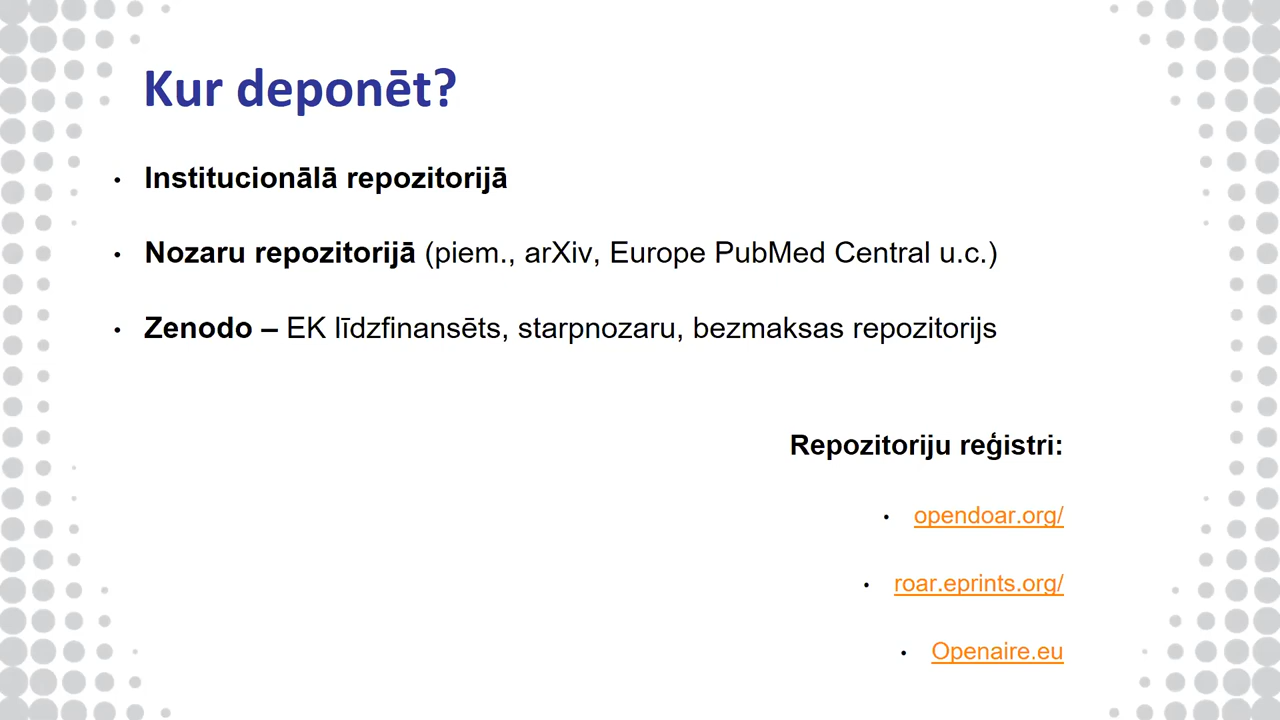 Kur deponēt?
• Institucionālā repozitorijā
• Nozaru repozitorijā (piem., arXiv, Europe PubMed Central u.c.)
• Zenodo – EK līdzfinansēts, starpnozaru, bezmaksas repozitorijs
Repozitoriju reģistri:
• opendoar.org/
• roar.eprints.org/
• Openaire.eu